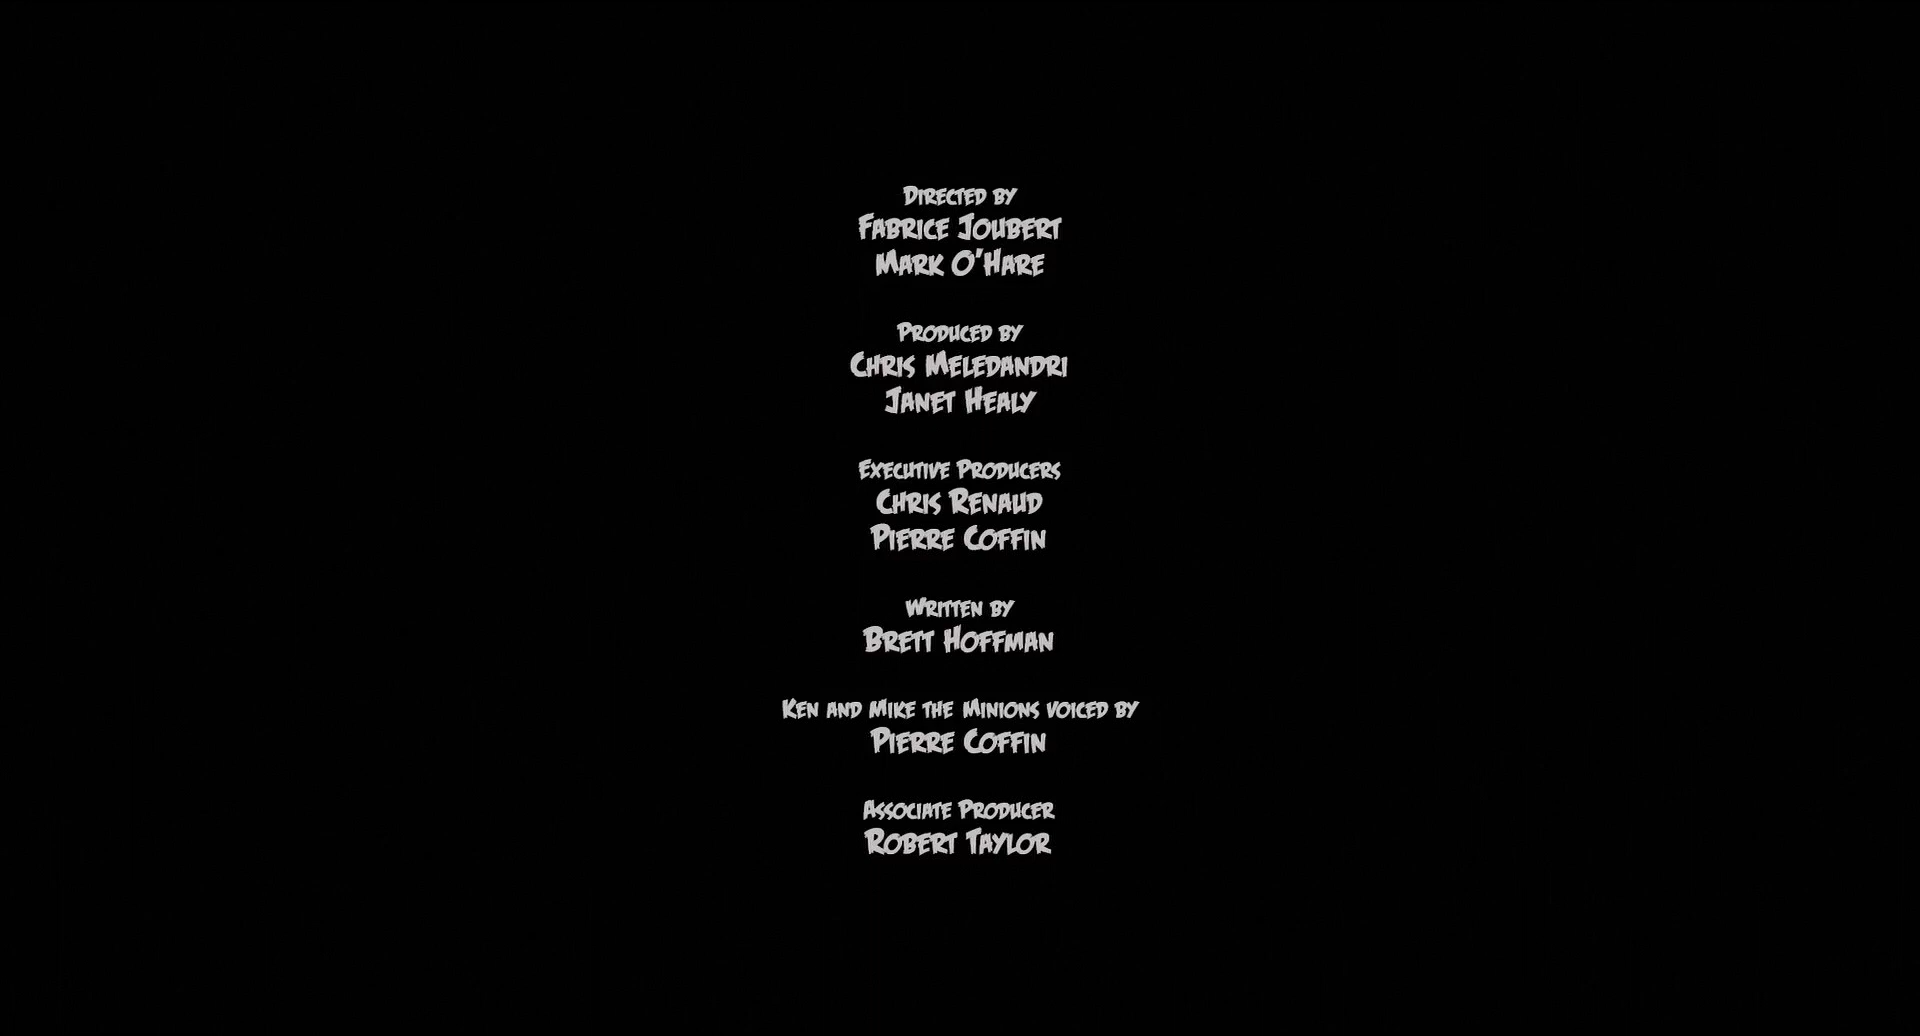 Directed by
Fabrice Joubert
Mark O'Hare
Produced by
Chris Meledandri
Janet Healy
Executive Producers
Chris Renaud
Pierre Coffin
Written by
Brett Hoffman
Ken and Mike the Minions voiced by
Pierre Coffin
Associate Producer
Robert Taylor